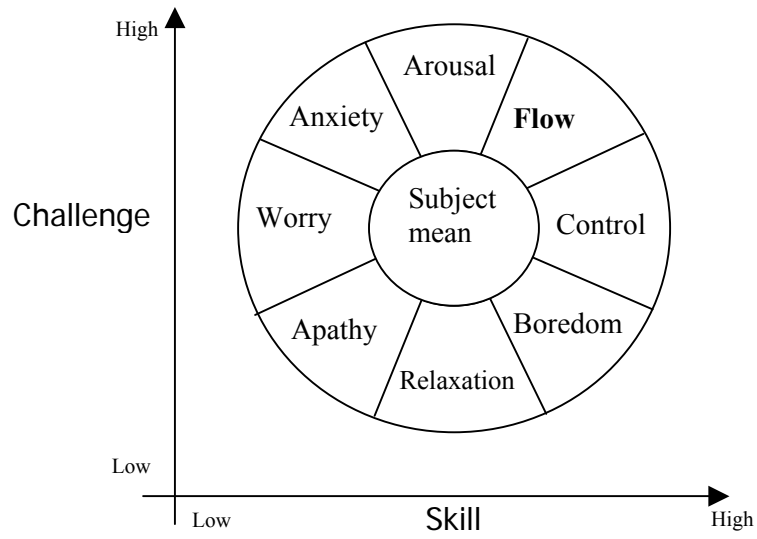 High
Arousal
Anxiety
Flow
Challenge
Worry
Subject
mean
Control
Apathy
Boredom
Relaxation
Low
Low
Skill
High